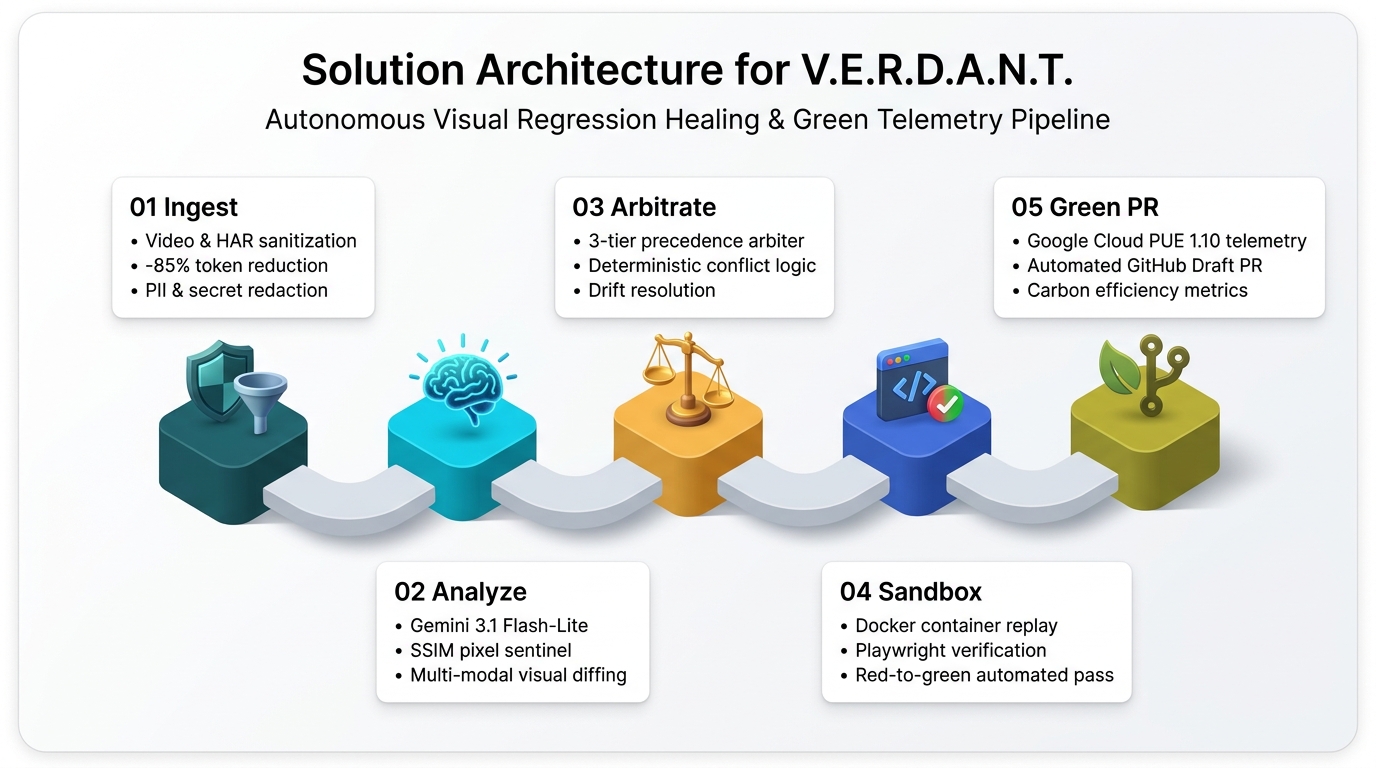 Solution Architecture for V.E.R.D.A.N.T.
Autonomous Visual Regression Healing & Green Telemetry Pipeline
01 Ingest
• Video & HAR sanitization
• -85% token reduction
• PII & secret redaction
03 Arbitrate
• 3-tier precedence arbiter
• Deterministic conflict logic
• Drift resolution
05 Green PR
• Google Cloud PUE 1.10 telemetry
• Automated GitHub Draft PR
• Carbon efficiency metrics
</>
02 Analyze
• Gemini 3.1 Flash-Lite
• SSIM pixel sentinel
• Multi-modal visual diffing
04 Sandbox
• Docker container replay
• Playwright verification
• Red-to-green automated pass